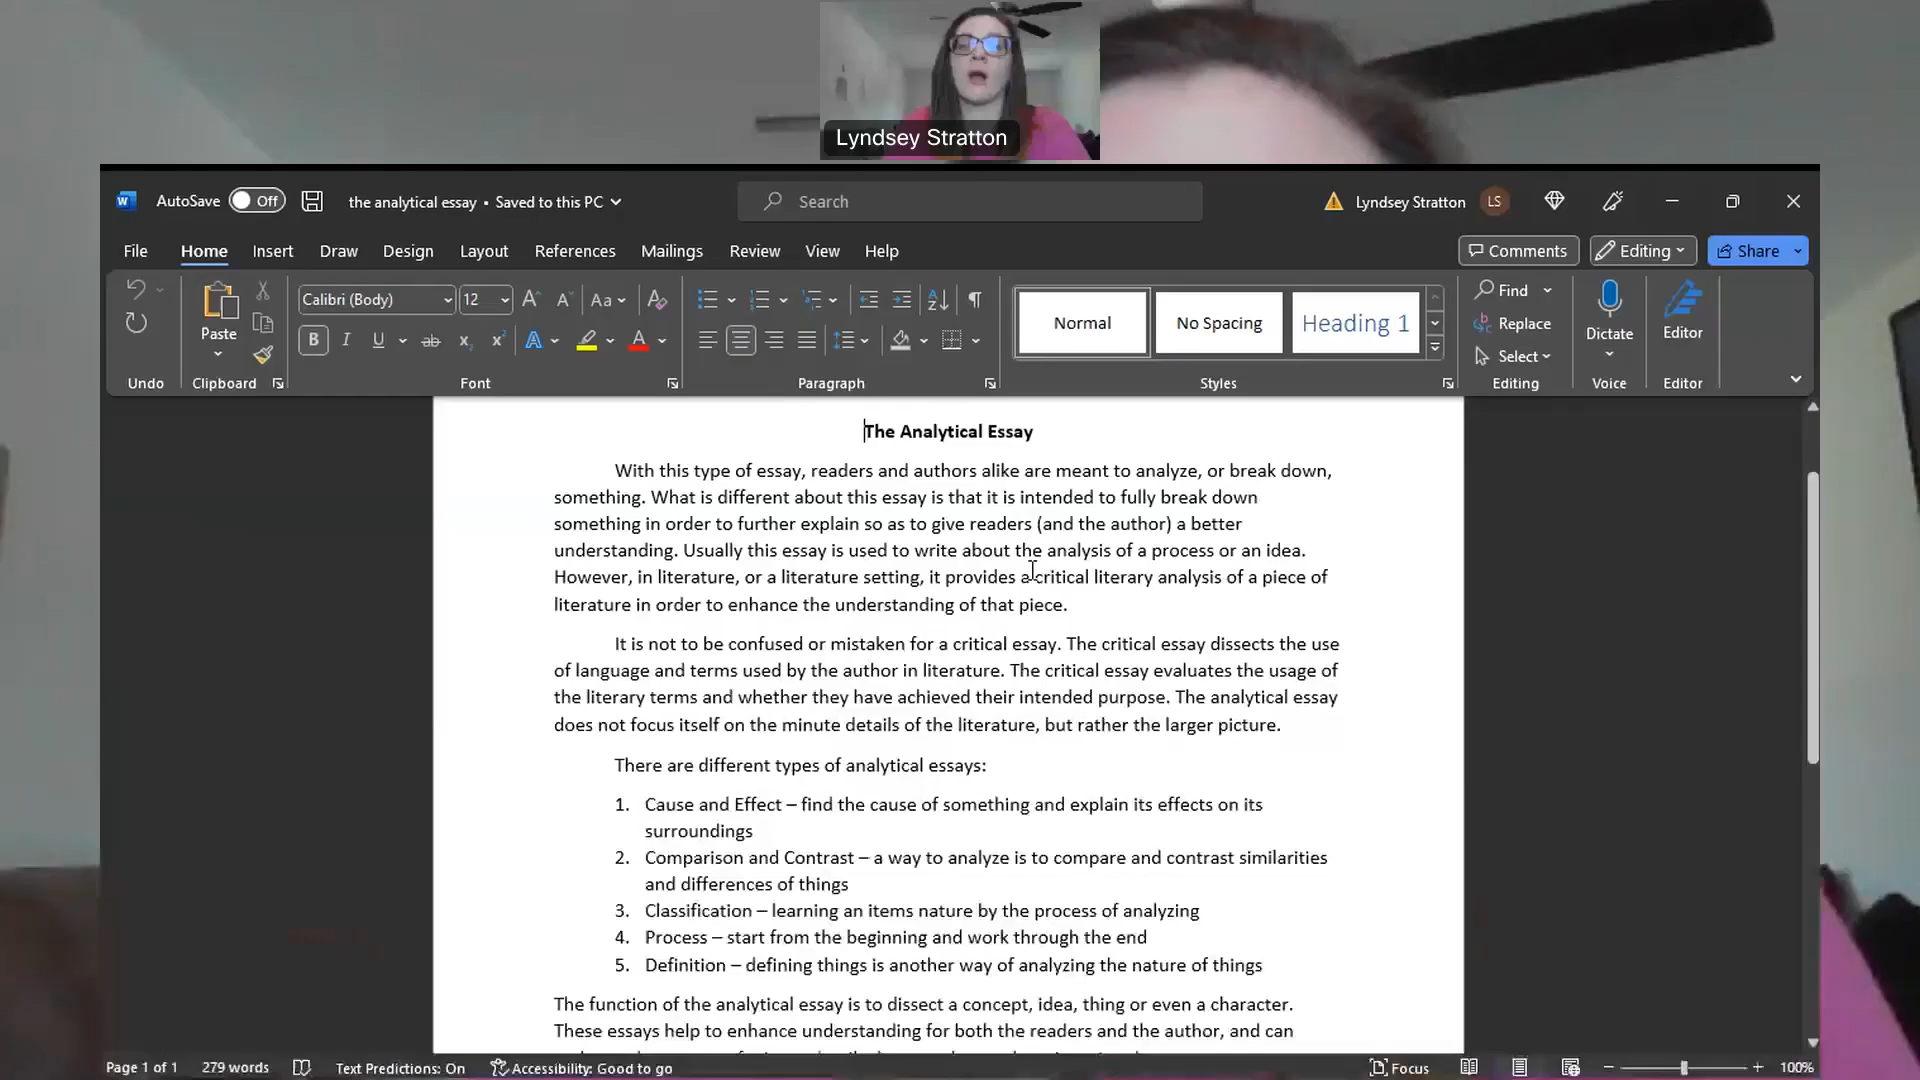 Lyndsey Stratton
AutoSave Off the analytical essay • Saved to this PC Search Lyndsey Stratton LS
File Home Insert Draw Design Layout References Mailings Review View Help Comments Editing Share
Calibri (Body) 12 Aa Normal No Spacing Heading 1 Find
Paste Replace Dictate Editor
B I U ab x x A A Select
Undo Clipboard Font Paragraph Styles Editing Voice Editor
The Analytical Essay
With this type of essay, readers and authors alike are meant to analyze, or break down,
something. What is different about this essay is that it is intended to fully break down
something in order to further explain so as to give readers (and the author) a better
understanding. Usually this essay is used to write about the analysis of a process or an idea.
However, in literature, or a literature setting, it provides a critical literary analysis of a piece of
literature in order to enhance the understanding of that piece.
It is not to be confused or mistaken for a critical essay. The critical essay dissects the use
of language and terms used by the author in literature. The critical essay evaluates the usage of
the literary terms and whether they have achieved their intended purpose. The analytical essay
does not focus itself on the minute details of the literature, but rather the larger picture.
There are different types of analytical essays:
1. Cause and Effect – find the cause of something and explain its effects on its
surroundings
2. Comparison and Contrast – a way to analyze is to compare and contrast similarities
and differences of things
3. Classification – learning an items nature by the process of analyzing
4. Process – start from the beginning and work through the end
5. Definition – defining things is another way of analyzing the nature of things
The function of the analytical essay is to dissect a concept, idea, thing or even a character.
These essays help to enhance understanding for both the readers and the author, and can
Page 1 of 1 279 words Text Predictions: On Accessibility: Good to go Focus 100%